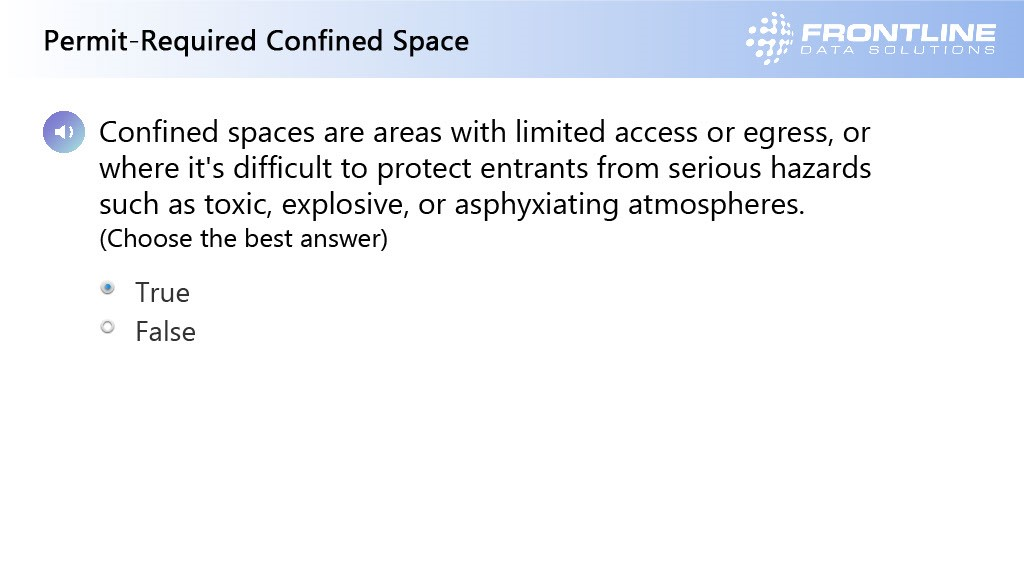 Permit-Required Confined Space
FRONTLINE
DATA SOLUTIONS
Confined spaces are areas with limited access or egress, or
where it's difficult to protect entrants from serious hazards
such as toxic, explosive, or asphyxiating atmospheres.
(Choose the best answer)
True
False